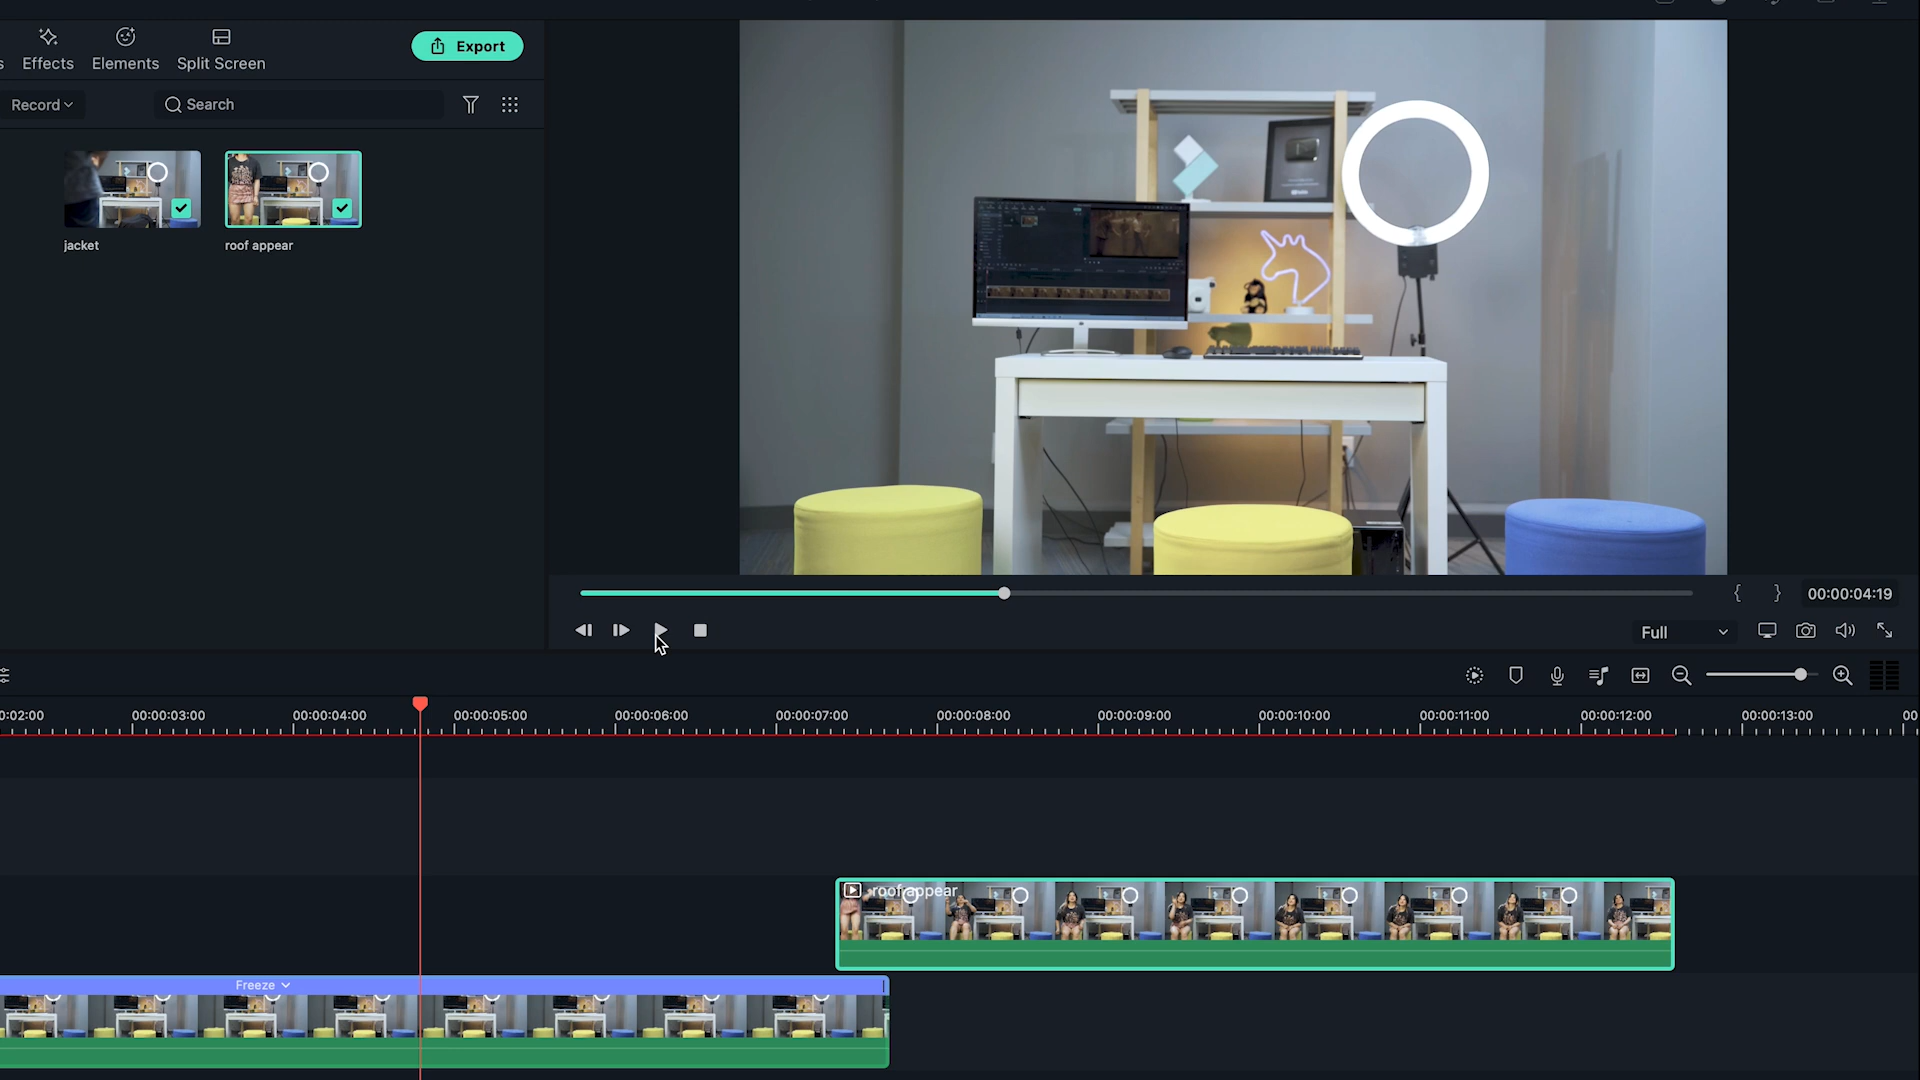 Effects
Elements
Split Screen
Export
Record
Search
jacket
roof appear
00:00:04:19
Full
0:02:00
00:00:03:00
00:00:04:00
00:00:05:00
00:00:06:00
00:00:07:00
00:00:08:00
00:00:09:00
00:00:10:00
00:00:11:00
00:00:12:00
00:00:13:00
00
roof appear
Freeze